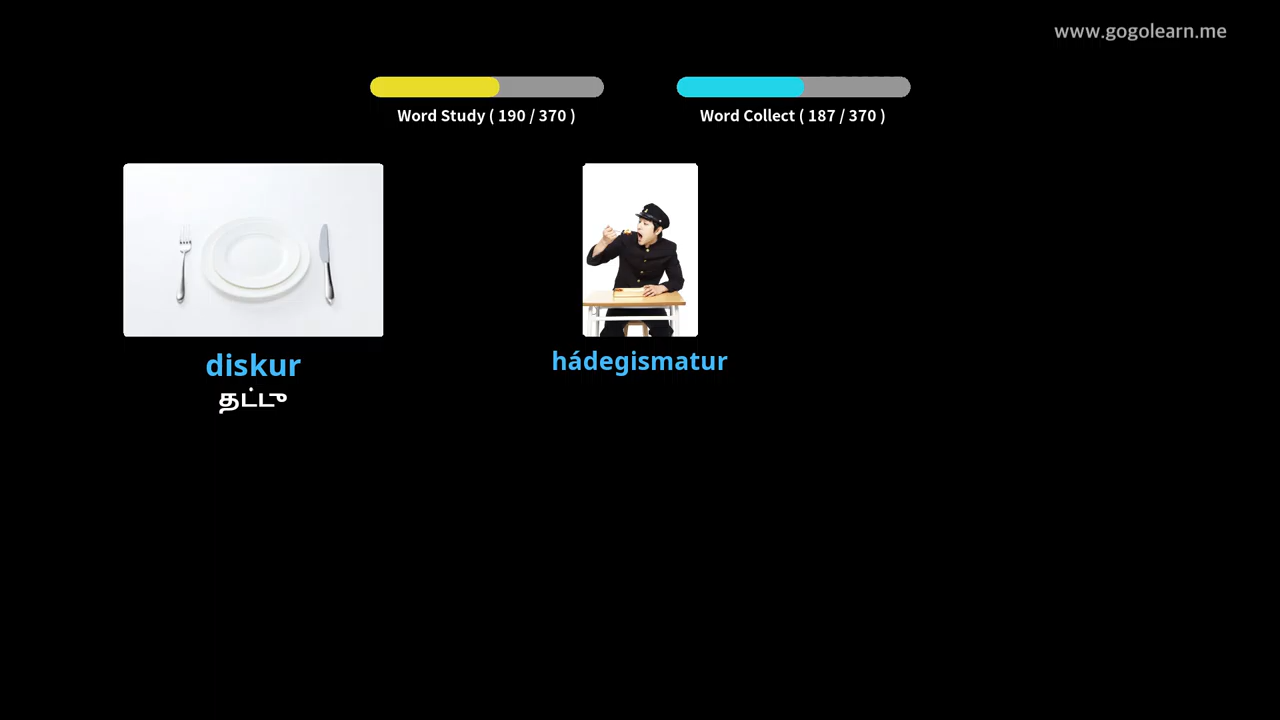 www.gogolearn.me
Word Study ( 190 / 370 )
Word Collect ( 187 / 370 )
diskur
தட்டு
hádegismatur